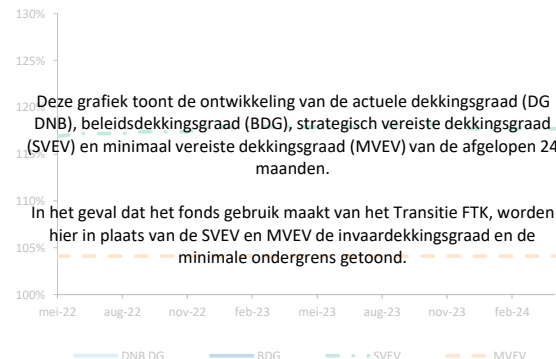 130%
125%
Deze grafiek toont de ontwikkeling van de actuele dekkingsgraad (DG
120%
DNB), beleidsdekkingsgraad (BDG), strategisch vereiste dekkingsgraad
(SVEV) en minimaal vereiste dekkingsgraad (MVEV) van de afgelopen 24
115%
maanden.
110%
In het geval dat het fonds gebruik maakt van het Transitie FTK, worden
hier in plaats van de SVEV en MVEV de invaardekkingsgraad en de
105%
minimale ondergrens getoond.
100%
mei-22 aug-22 nov-22 feb-23 mei-23 aug-23 nov-23 feb-24
DNB DG BDG SVEV MVEV